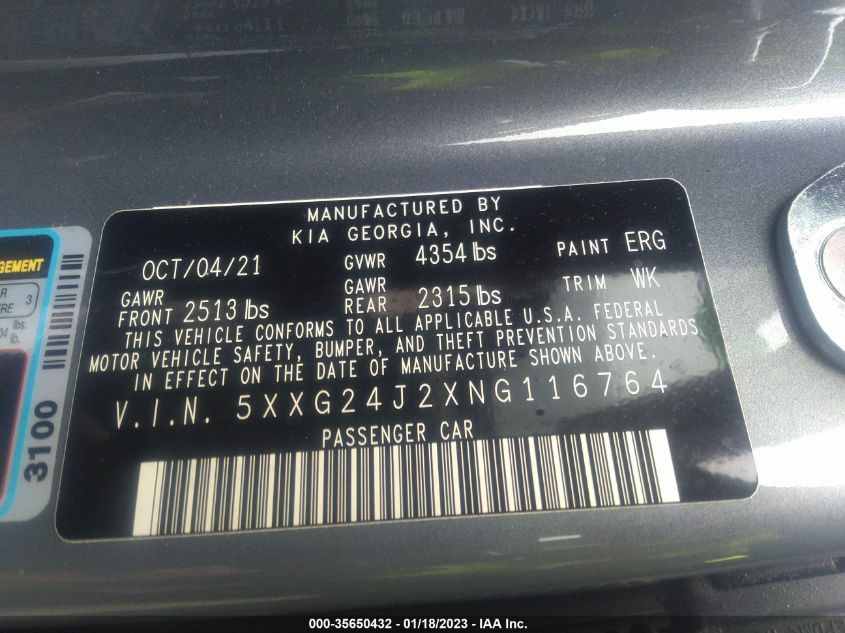 MANUFACTURED BY
KIA GEORGIA, INC.
OCT/04/21 GVWR 4354 lbs PAINT ERG
GAWR FRONT 2513 lbs GAWR REAR 2315 lbs TRIM WK
THIS VEHICLE CONFORMS TO ALL APPLICABLE U.S.A. FEDERAL
MOTOR VEHICLE SAFETY, BUMPER, AND THEFT PREVENTION STANDARDS
IN EFFECT ON THE DATE OF MANUFACTURE SHOWN ABOVE.
V.I.N. 5XXG24J2XNG116764
PASSENGER CAR
3
lbs.
lb.
3100
000-35650432 - 01/18/2023 - IAA Inc.